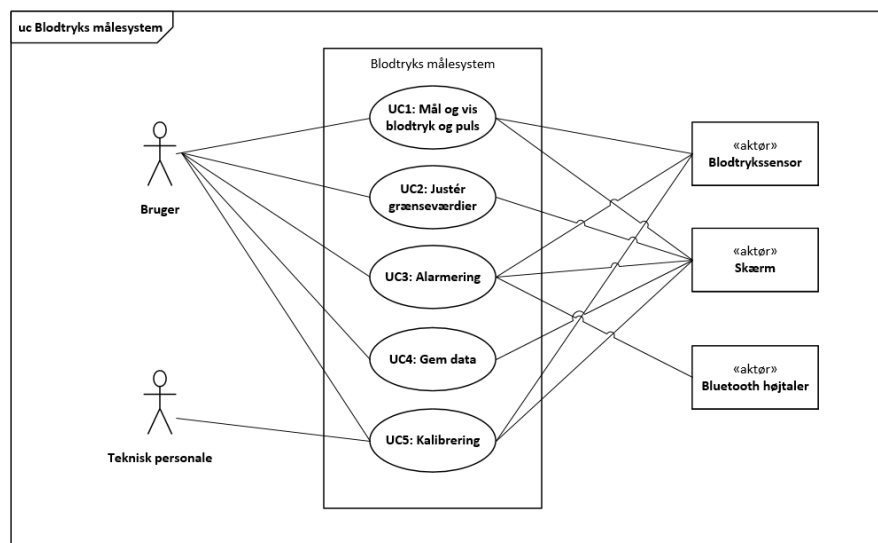 uc Blodtryks målesystem
Blodtryks målesystem
UC1: Mål og vis
blodtryk og puls
UC2: Justér
grænseværdier
UC3: Alarmering
UC4: Gem data
UC5: Kalibrering
Bruger
Teknisk personale
«aktør»
Blodtrykssensor
«aktør»
Skærm
«aktør»
Bluetooth højtaler